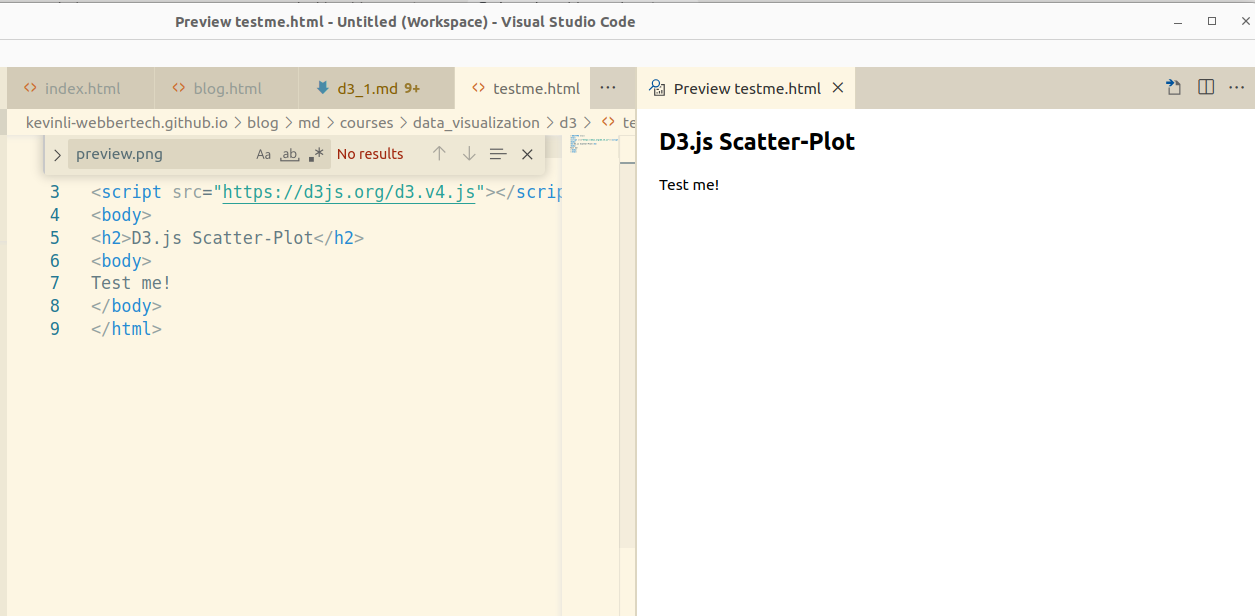 Preview testme.html - Untitled (Workspace) - Visual Studio Code
index.html blog.html d3_1.md 9+ testme.html ···
kevinli-webbertech.github.io > blog > md > courses > data_visualization > d3 > <> te
preview.png Aa ab .* No results
3 <script src="https://d3js.org/d3.v4.js"></scrip
4 <body>
5 <h2>D3.js Scatter-Plot</h2>
6 <body>
7 Test me!
8 </body>
9 </html>
Preview testme.html
D3.js Scatter-Plot
Test me!